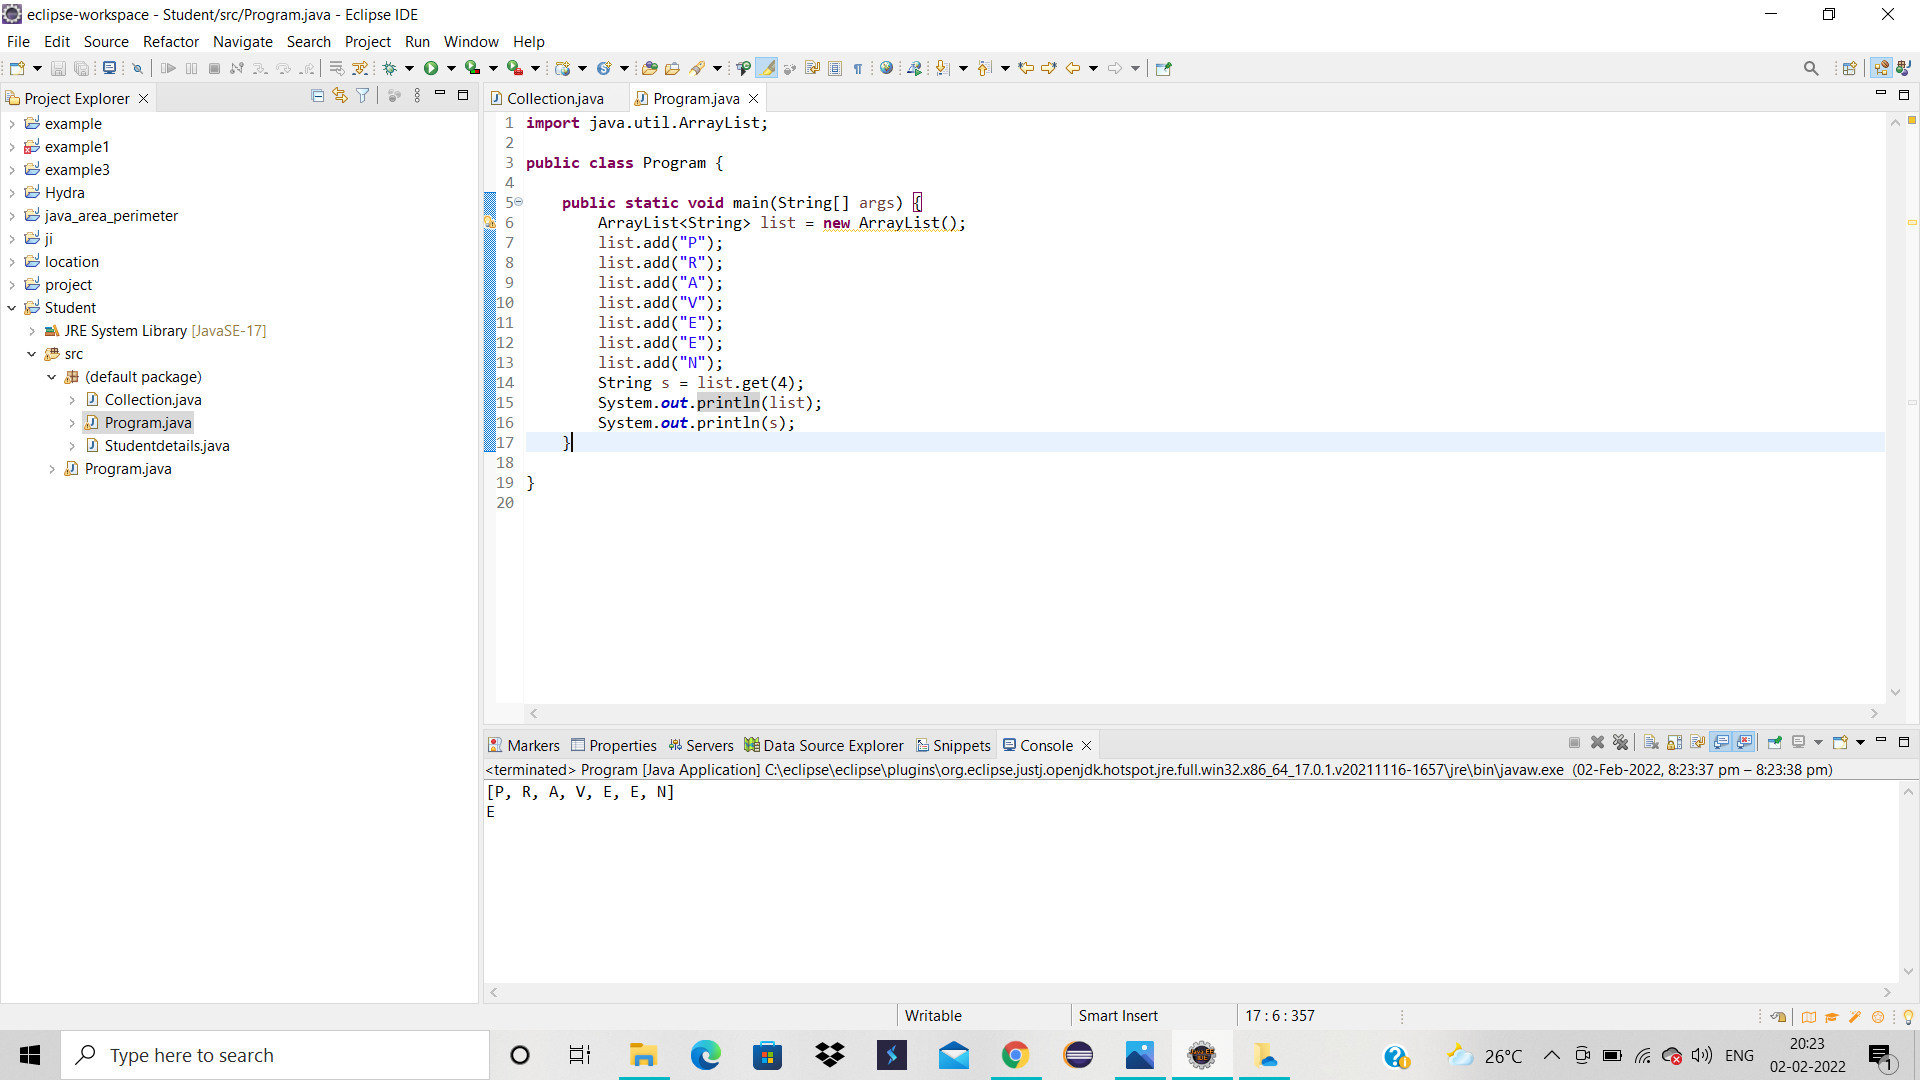 eclipse-workspace - Student/src/Program.java - Eclipse IDE
File Edit Source Refactor Navigate Search Project Run Window Help
Project Explorer
example
example1
example3
Hydra
java_area_perimeter
ji
location
project
Student
JRE System Library [JavaSE-17]
src
(default package)
Collection.java
Program.java
Studentdetails.java
Program.java
Collection.java Program.java
1 import java.util.ArrayList;
2
3 public class Program {
4
5 public static void main(String[] args) {
6 ArrayList<String> list = new ArrayList();
7 list.add("P");
8 list.add("R");
9 list.add("A");
10 list.add("V");
11 list.add("E");
12 list.add("E");
13 list.add("N");
14 String s = list.get(4);
15 System.out.println(list);
16 System.out.println(s);
17 }
18
19 }
20
Markers Properties Servers Data Source Explorer Snippets Console
<terminated> Program [Java Application] C:\eclipse\eclipse\plugins\org.eclipse.justj.openjdk.hotspot.jre.full.win32.x86_64_17.0.1.v20211116-1657\jre\bin\javaw.exe (02-Feb-2022, 8:23:37 pm – 8:23:38 pm)
[P, R, A, V, E, E, N]
E
Writable Smart Insert 17 : 6 : 357
Type here to search
26°C ENG
20:23
02-02-2022
1